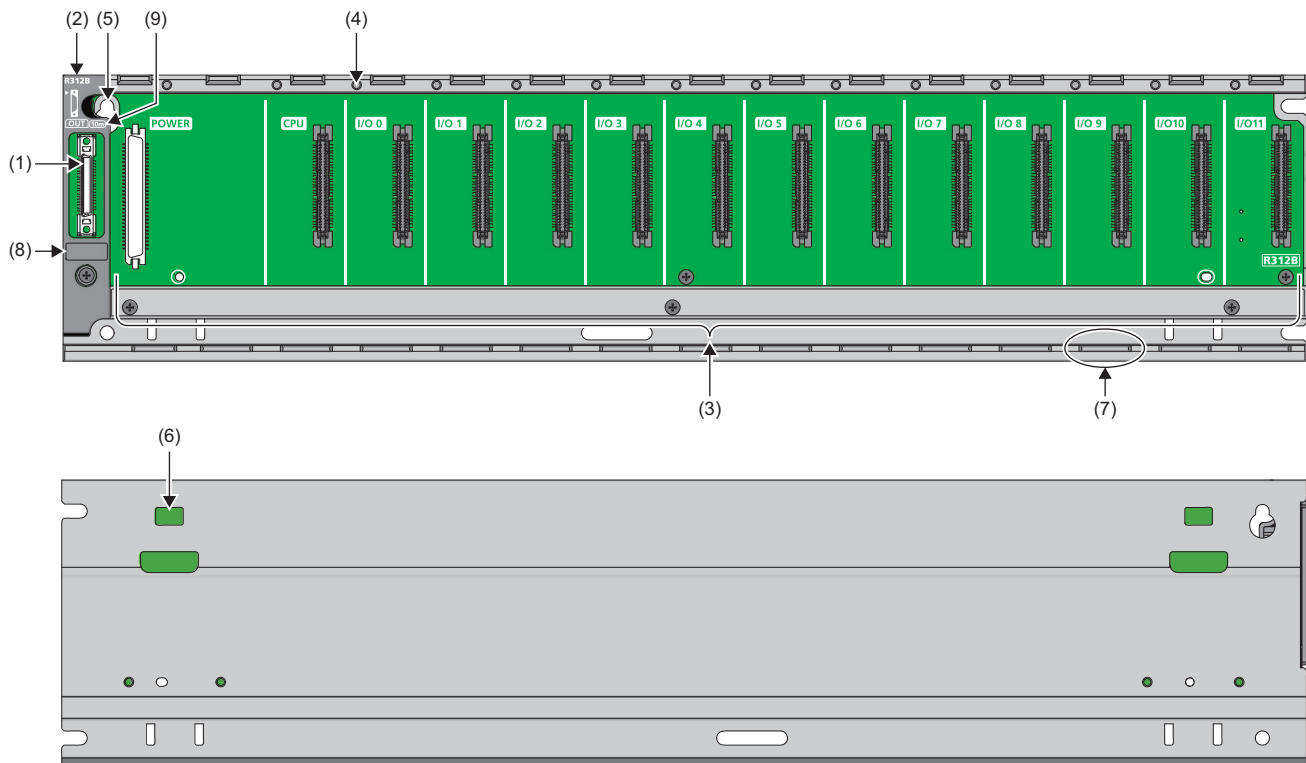 (2) (5) (9) (4)
R312B
OUT 10m
POWER CPU I/O 0 I/O 1 I/O 2 I/O 3 I/O 4 I/O 5 I/O 6 I/O 7 I/O 8 I/O 9 I/O10 I/O11
(1)
(8)
R312B
(3) (7)
(6)